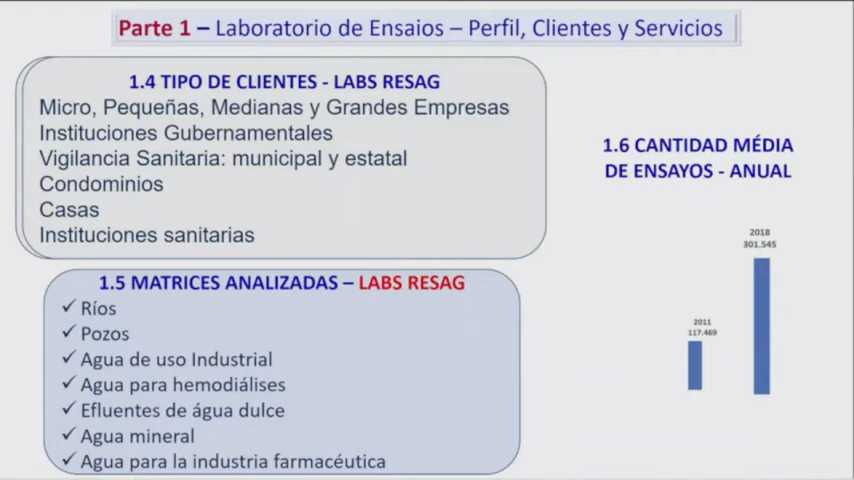 Parte 1 – Laboratorio de Ensaios – Perfil, Clientes y Servicios
1.4 TIPO DE CLIENTES - LABS RESAG
Micro, Pequeñas, Medianas y Grandes Empresas
Instituciones Gubernamentales
Vigilancia Sanitaria: municipal y estatal
Condominios
Casas
Instituciones sanitarias
1.5 MATRICES ANALIZADAS – LABS RESAG
✓ Ríos
✓ Pozos
✓ Agua de uso Industrial
✓ Agua para hemodiálises
✓ Efluentes de água dulce
✓ Agua mineral
✓ Agua para la industria farmacéutica
1.6 CANTIDAD MÉDIA
DE ENSAYOS - ANUAL
2018
301.545
2011
117.469